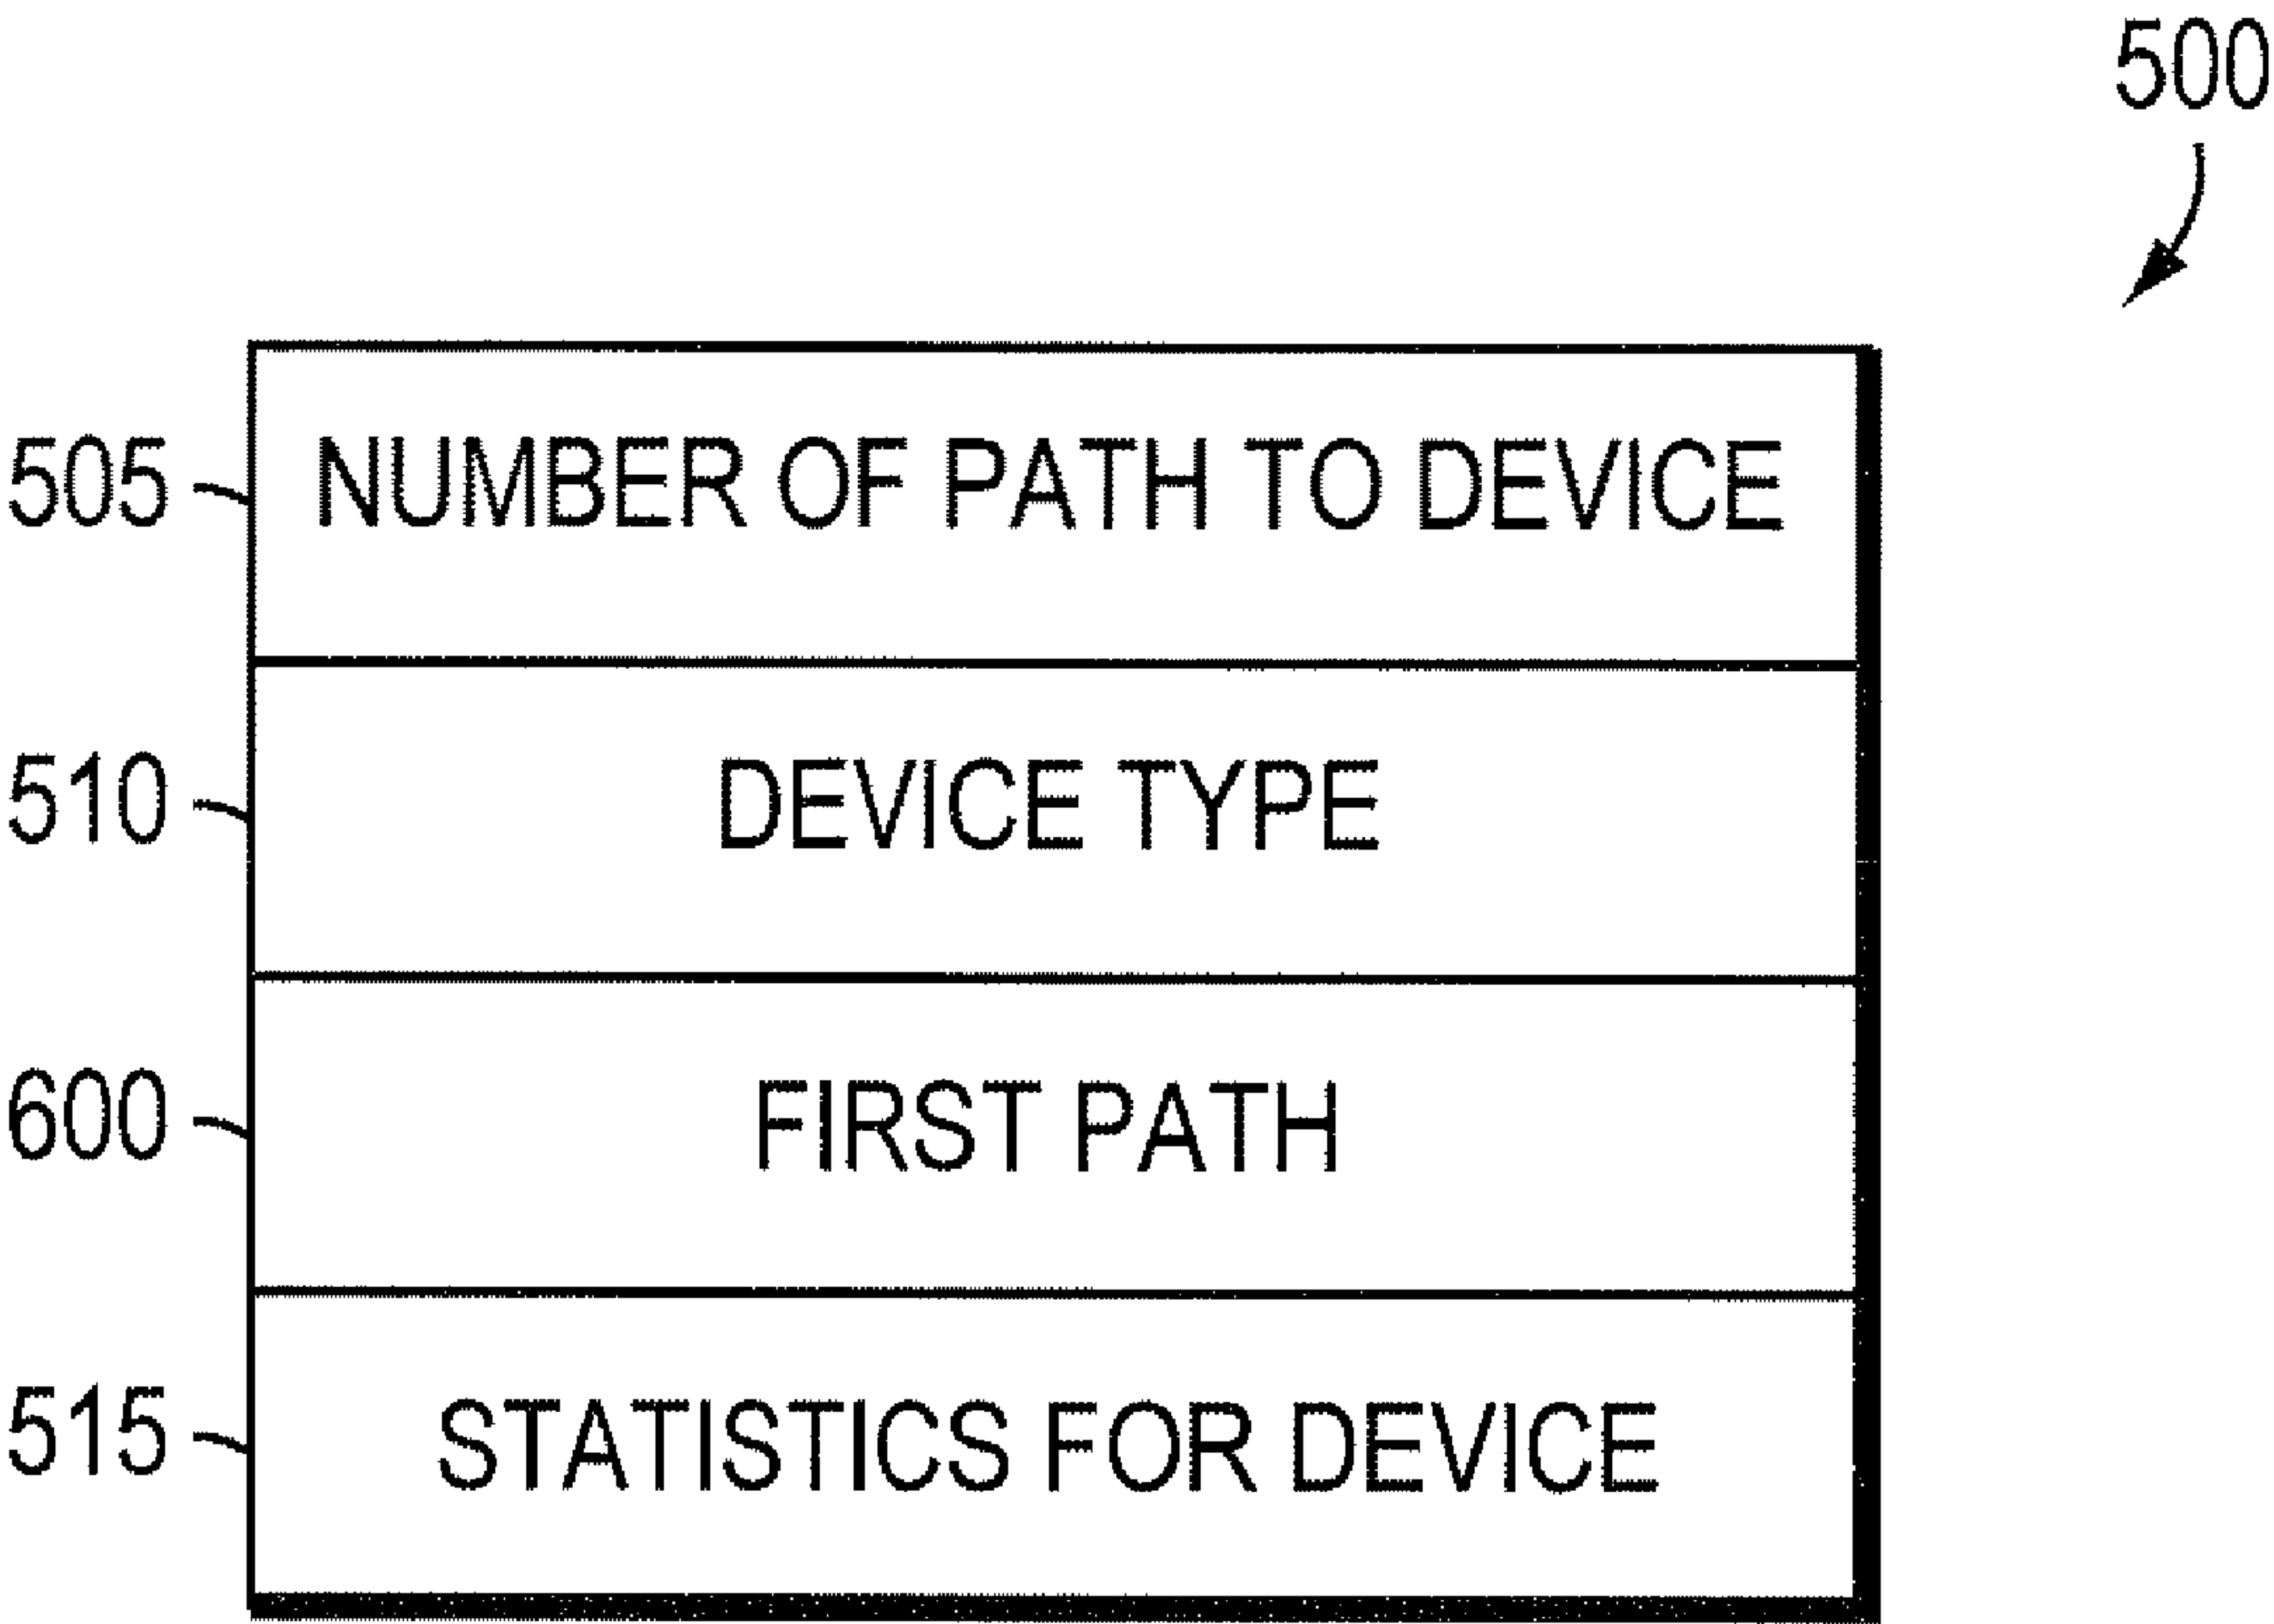 500
505 NUMBER OF PATH TO DEVICE
510 DEVICE TYPE
600 FIRST PATH
515 STATISTICS FOR DEVICE